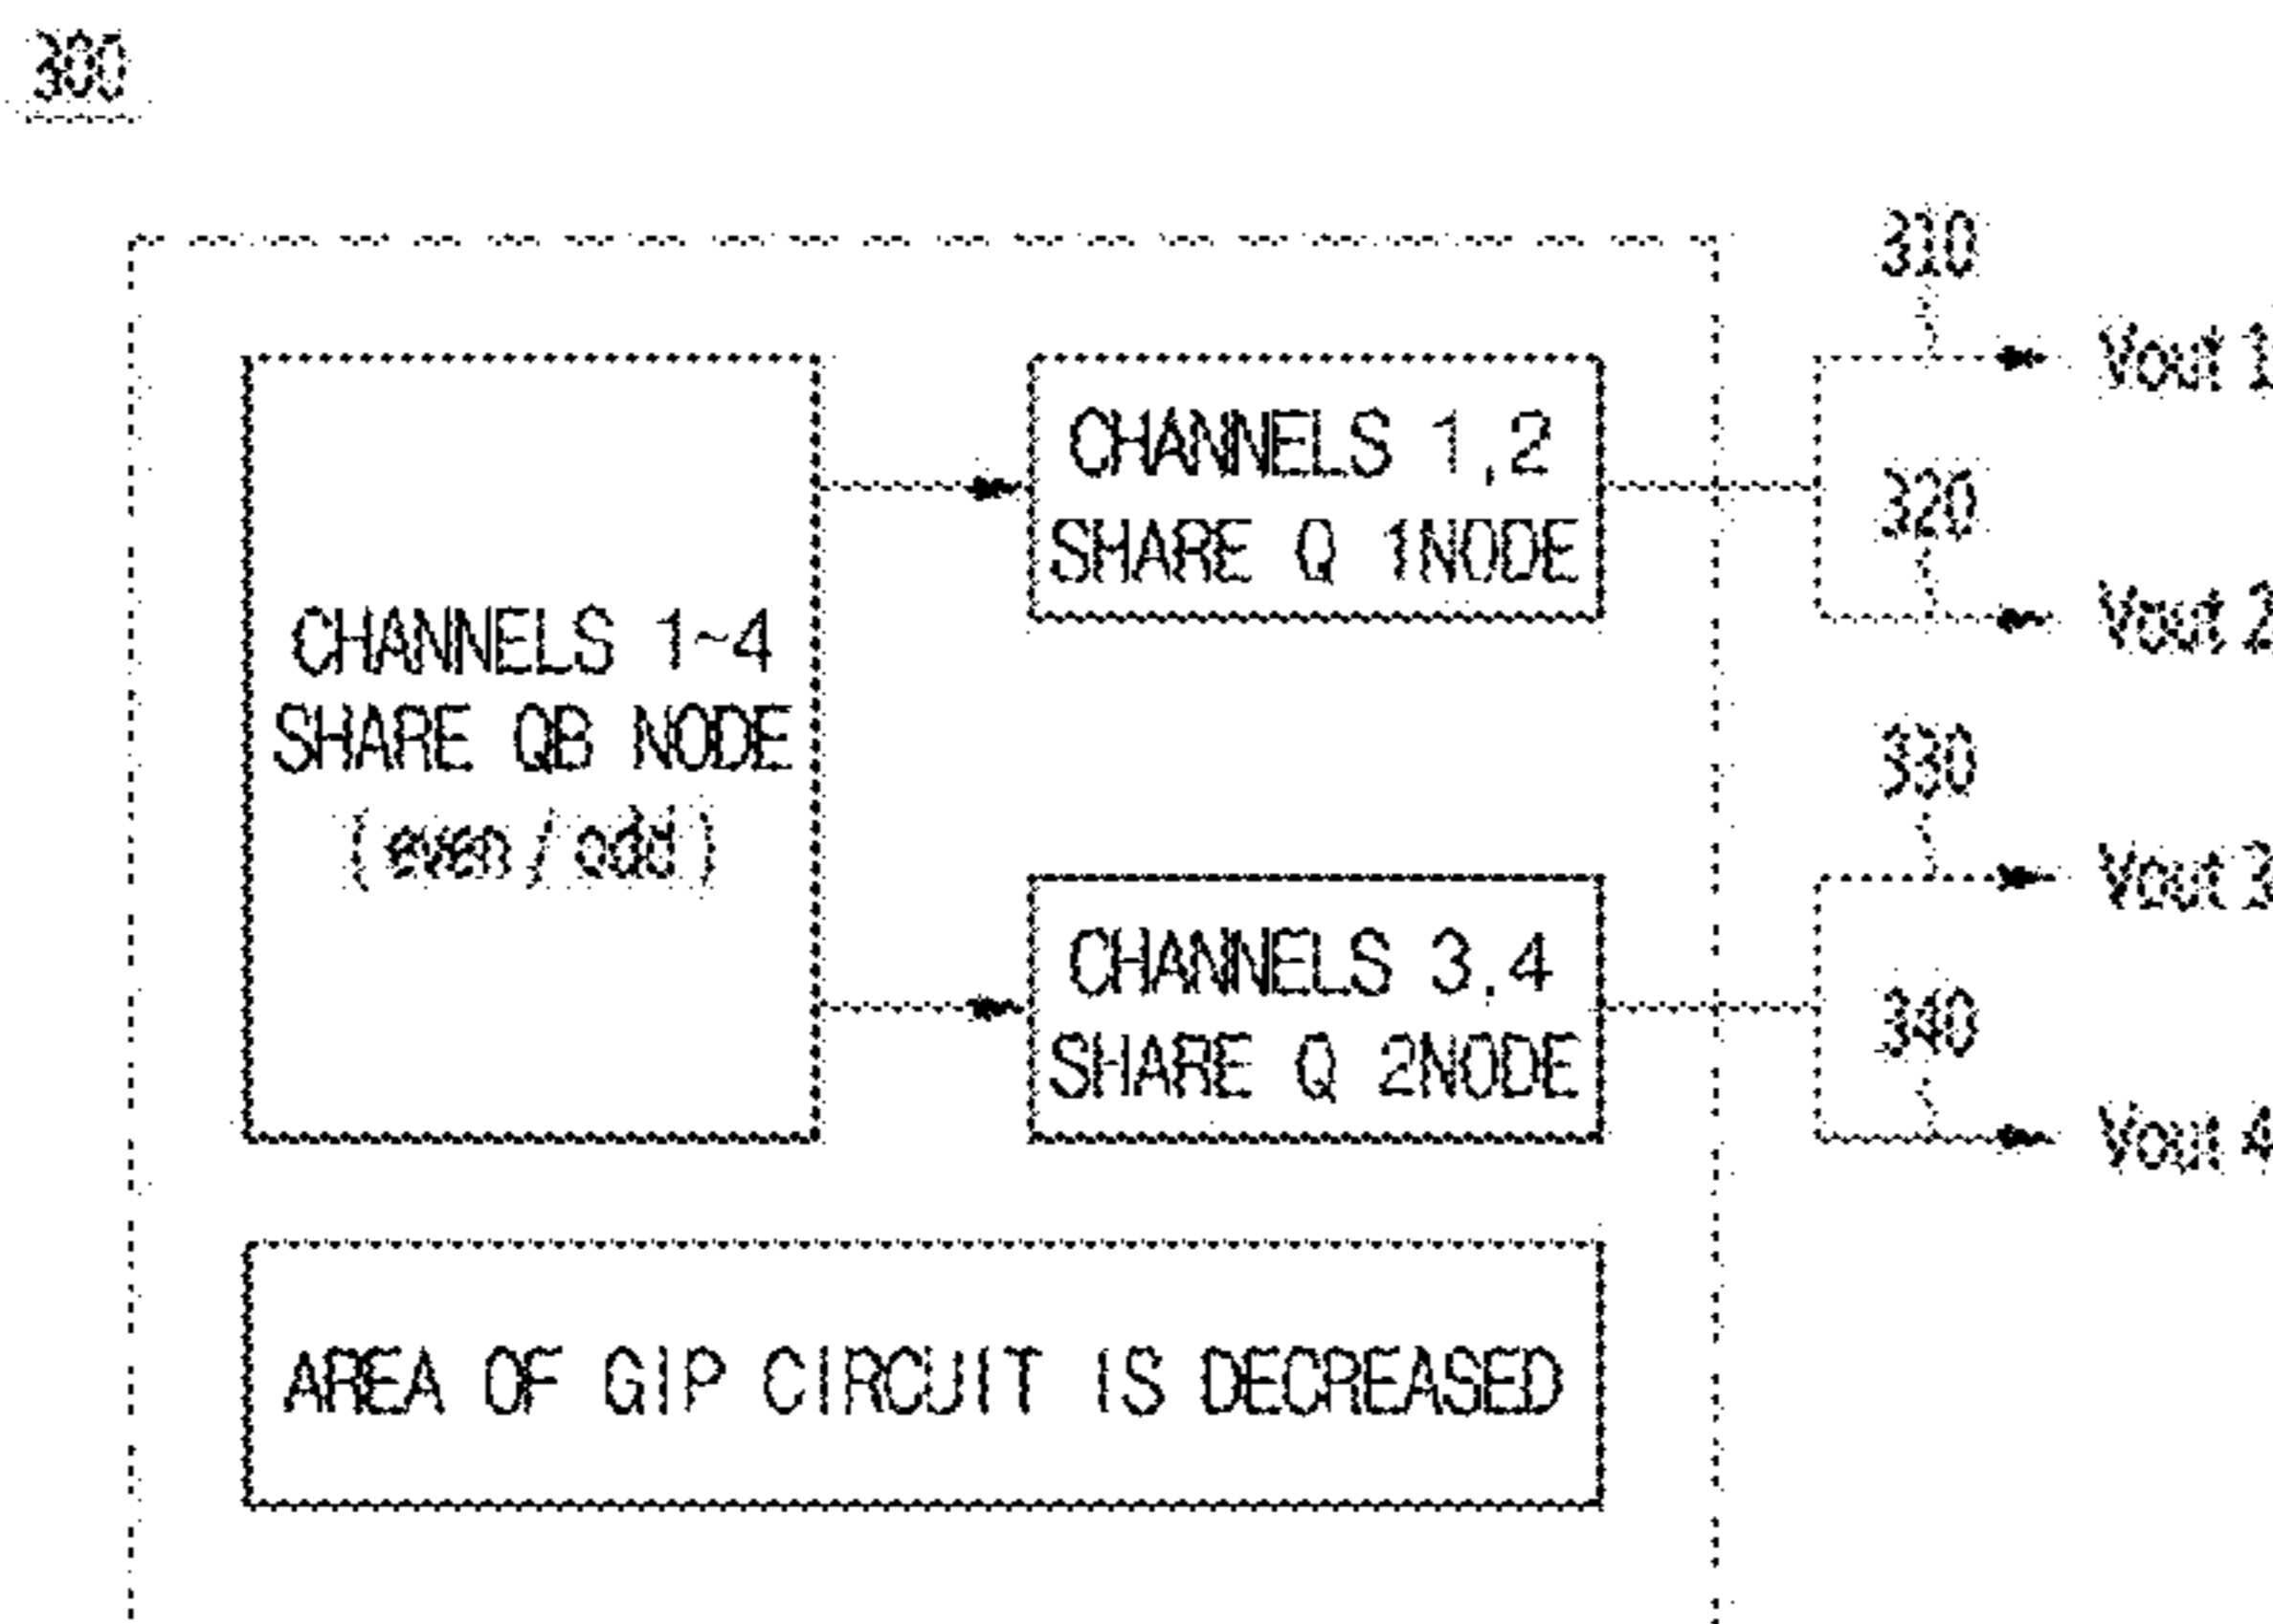 300
310
Vout 1
CHANNELS 1,2
SHARE Q 1NODE
320
Vout 2
CHANNELS 1~4
SHARE QB NODE
(even / odd)
330
Vout 3
CHANNELS 3,4
SHARE Q 2NODE
340
Vout 4
AREA OF GIP CIRCUIT IS DECREASED